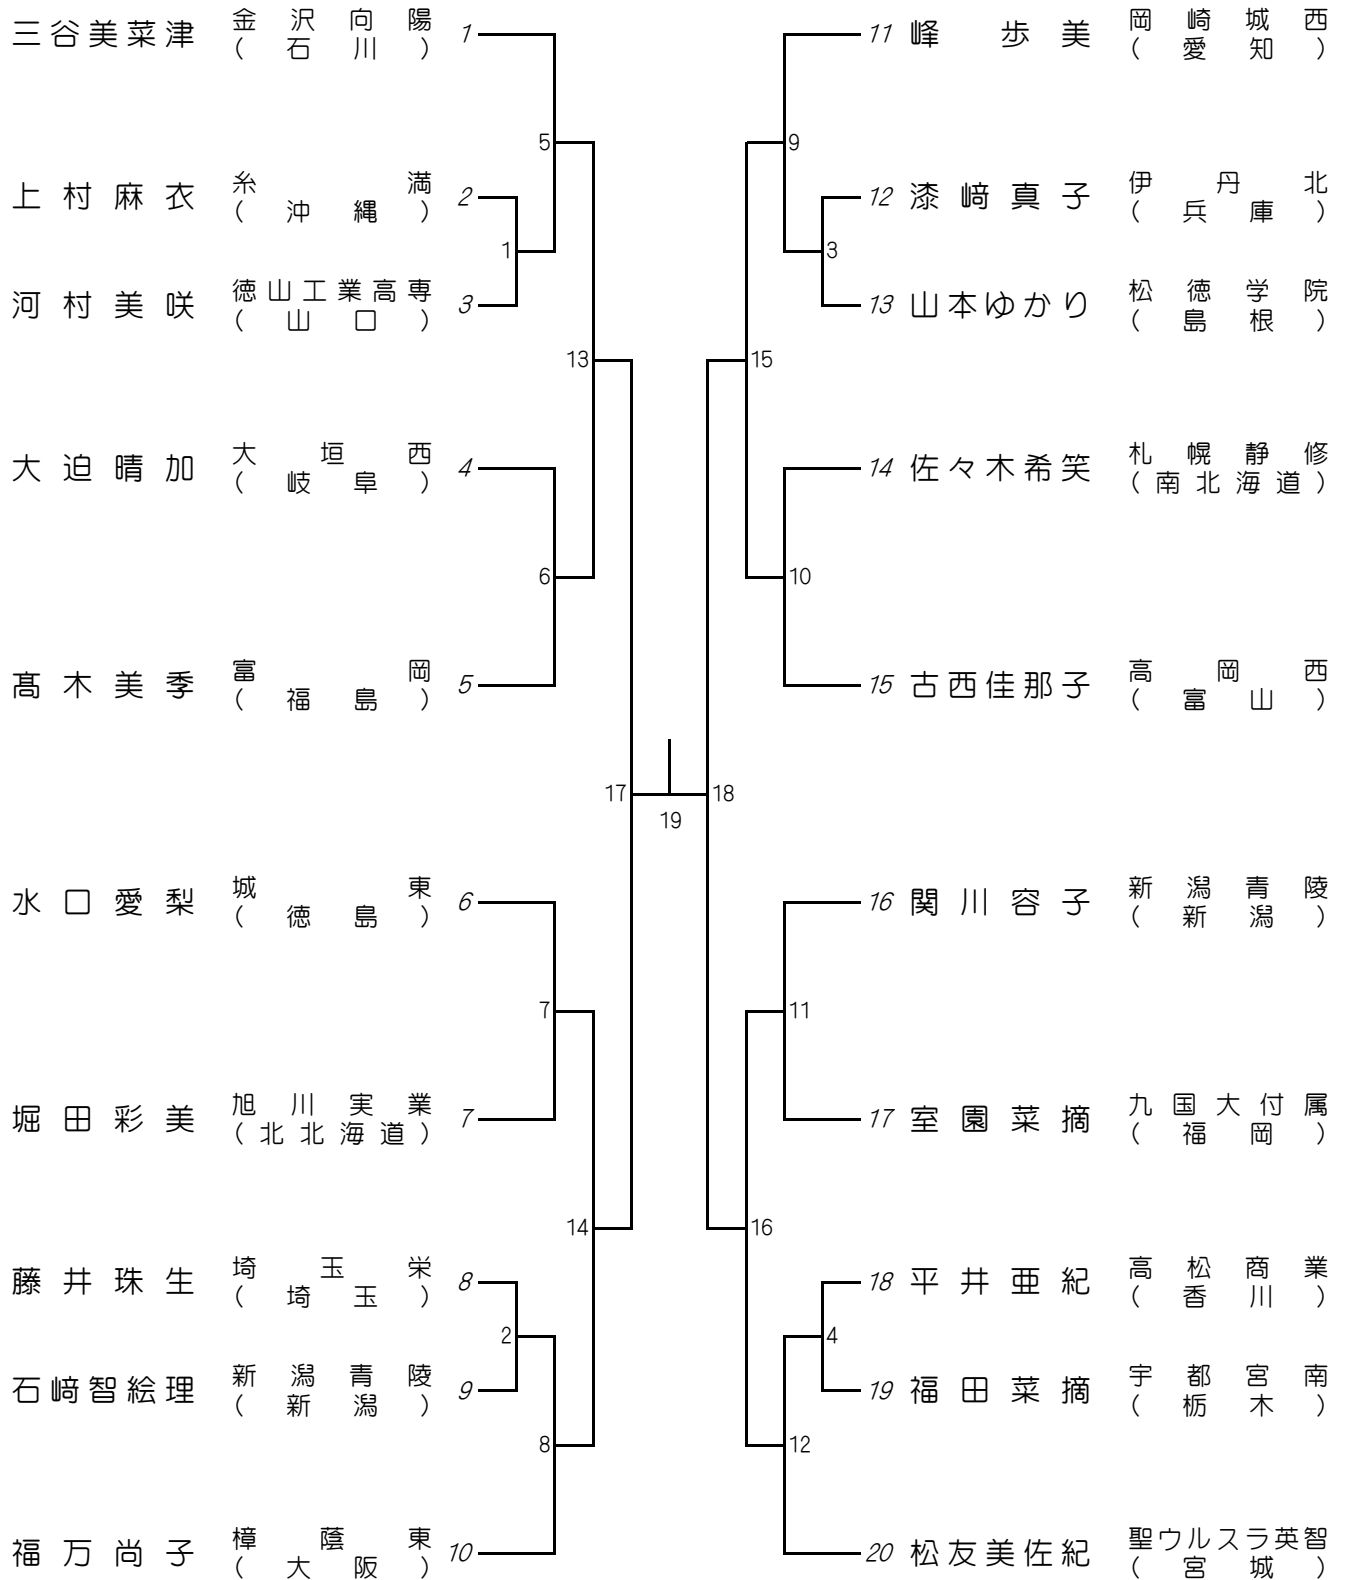 三谷美菜津 金沢向陽 (石川) 1
上村麻衣 糸満 (沖縄) 2
河村美咲 徳山工業高専 (山口) 3
大迫晴加 大垣西 (岐阜) 4
髙木美季 富岡 (福島) 5
水口愛梨 城東 (徳島) 6
堀田彩美 旭川実業 (北北海道) 7
藤井珠生 埼玉栄 (埼玉) 8
石﨑智絵理 新潟青陵 (新潟) 9
福万尚子 樟蔭東 (大阪) 10
5
1
13
6
17
7
14
2
8
19
9
3
15
10
18
11
16
4
12
11 峰歩美 岡崎城西 (愛知)
12 漆﨑真子 伊丹北 (兵庫)
13 山本ゆかり 松徳学院 (島根)
14 佐々木希笑 札幌静修 (南北海道)
15 古西佳那子 高岡西 (富山)
16 関川容子 新潟青陵 (新潟)
17 室園菜摘 九国大付属 (福岡)
18 平井亜紀 高松商業 (香川)
19 福田菜摘 宇都宮南 (栃木)
20 松友美佐紀 聖ウルスラ英智 (宮城)